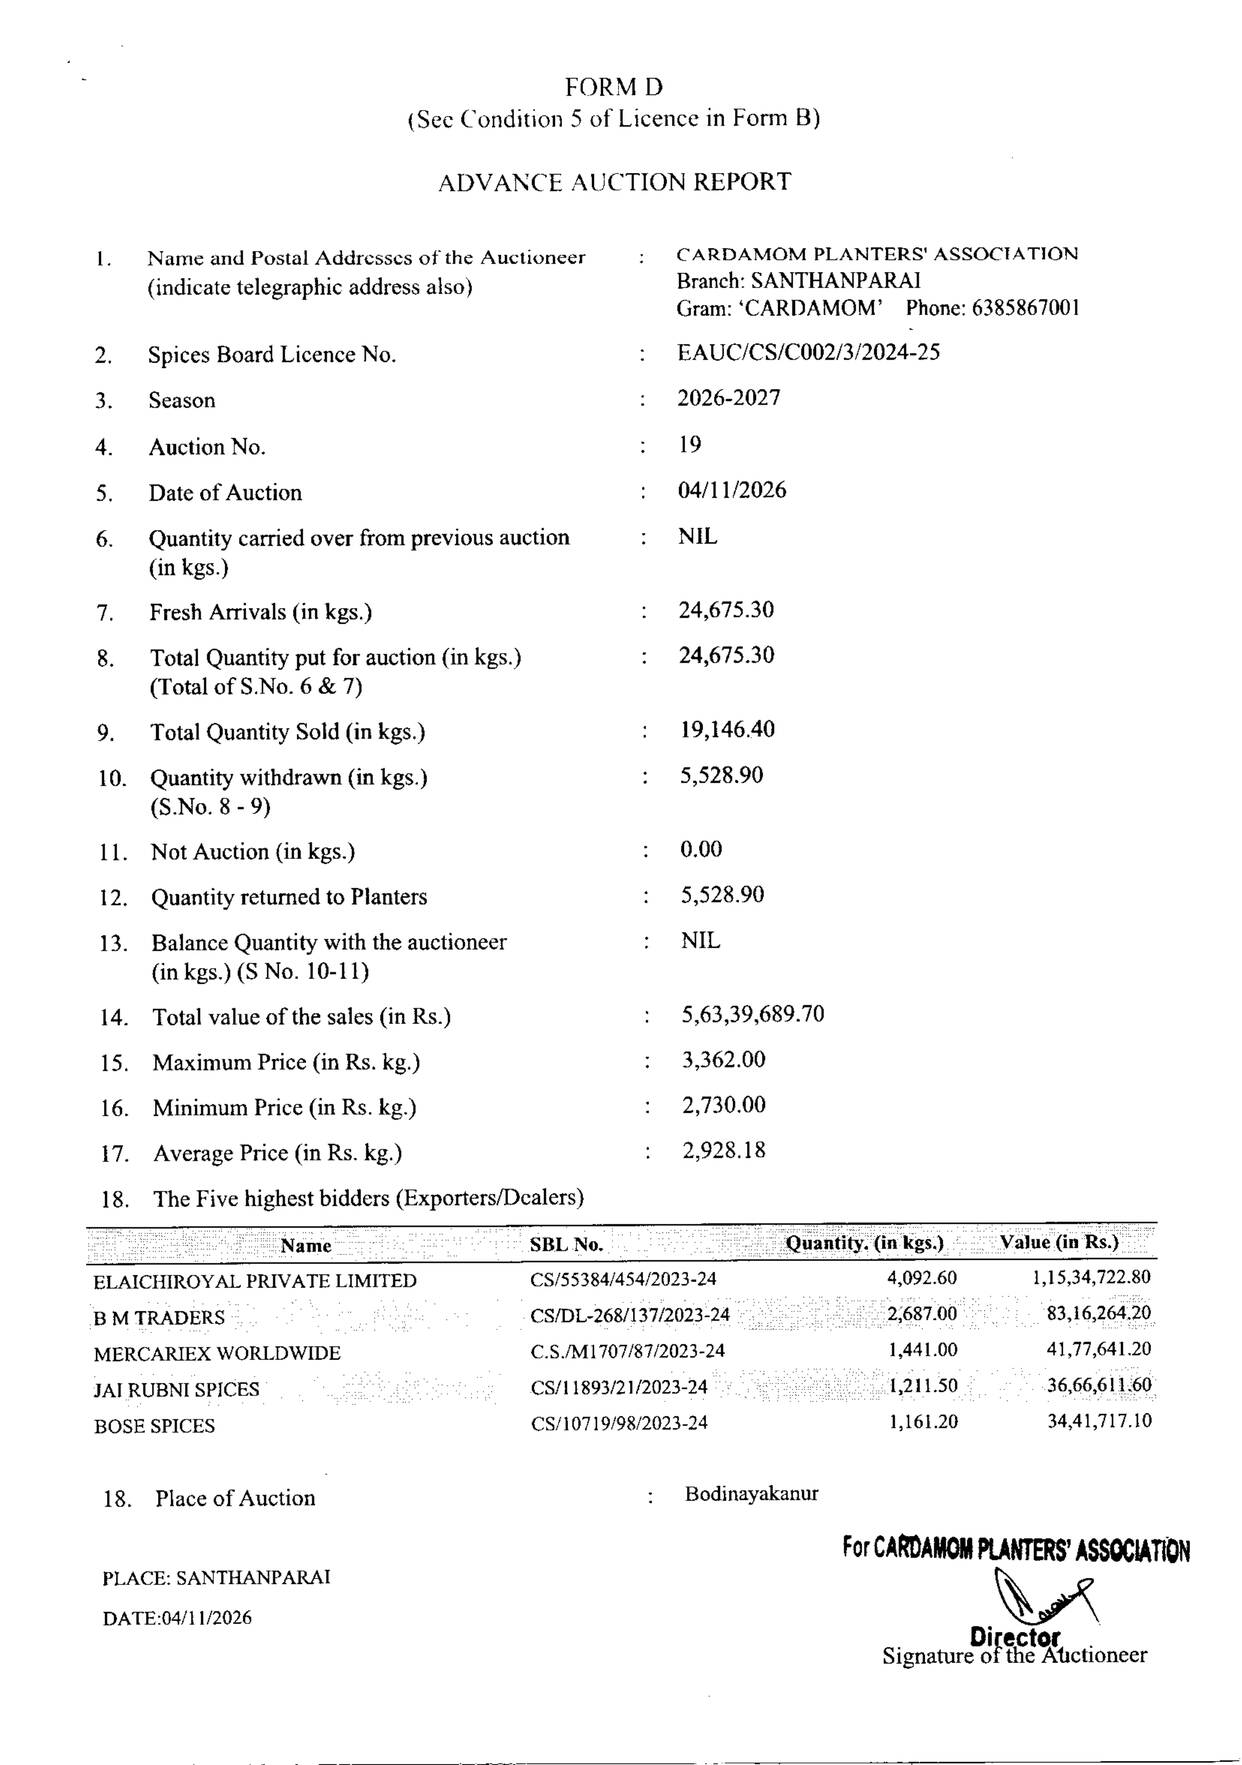 FORM D
(See Condition 5 of Licence in Form B)
ADVANCE AUCTION REPORT
1. Name and Postal Addresses of the Auctioneer : CARDAMOM PLANTERS' ASSOCIATION
(indicate telegraphic address also) Branch: SANTHANPARAI
Gram: ‘CARDAMOM’ Phone: 6385867001
2. Spices Board Licence No. : EAUC/CS/C002/3/2024-25
3. Season : 2026-2027
4. Auction No. : 19
5. Date of Auction : 04/11/2026
6. Quantity carried over from previous auction : NIL
(in kgs.)
7. Fresh Arrivals (in kgs.) : 24,675.30
8. Total Quantity put for auction (in kgs.) : 24,675.30
(Total of S.No. 6 & 7)
9. Total Quantity Sold (in kgs.) : 19,146.40
10. Quantity withdrawn (in kgs.) : 5,528.90
(S.No. 8 - 9)
11. Not Auction (in kgs.) : 0.00
12. Quantity returned to Planters : 5,528.90
13. Balance Quantity with the auctioneer : NIL
(in kgs.) (S No. 10-11)
14. Total value of the sales (in Rs.) : 5,63,39,689.70
15. Maximum Price (in Rs. kg.) : 3,362.00
16. Minimum Price (in Rs. kg.) : 2,730.00
17. Average Price (in Rs. kg.) : 2,928.18
18. The Five highest bidders (Exporters/Dealers)
Name SBL No. Quantity. (in kgs.) Value (in Rs.)
ELAICHIROYAL PRIVATE LIMITED CS/55384/454/2023-24 4,092.60 1,15,34,722.80
B M TRADERS CS/DL-268/137/2023-24 2,687.00 83,16,264.20
MERCARIEX WORLDWIDE C.S./M1707/87/2023-24 1,441.00 41,77,641.20
JAI RUBNI SPICES CS/11893/21/2023-24 1,211.50 36,66,611.60
BOSE SPICES CS/10719/98/2023-24 1,161.20 34,41,717.10
18. Place of Auction : Bodinayakanur
For CARDAMOM PLANTERS' ASSOCIATION
PLACE: SANTHANPARAI
DATE:04/11/2026
Director
Signature of the Auctioneer